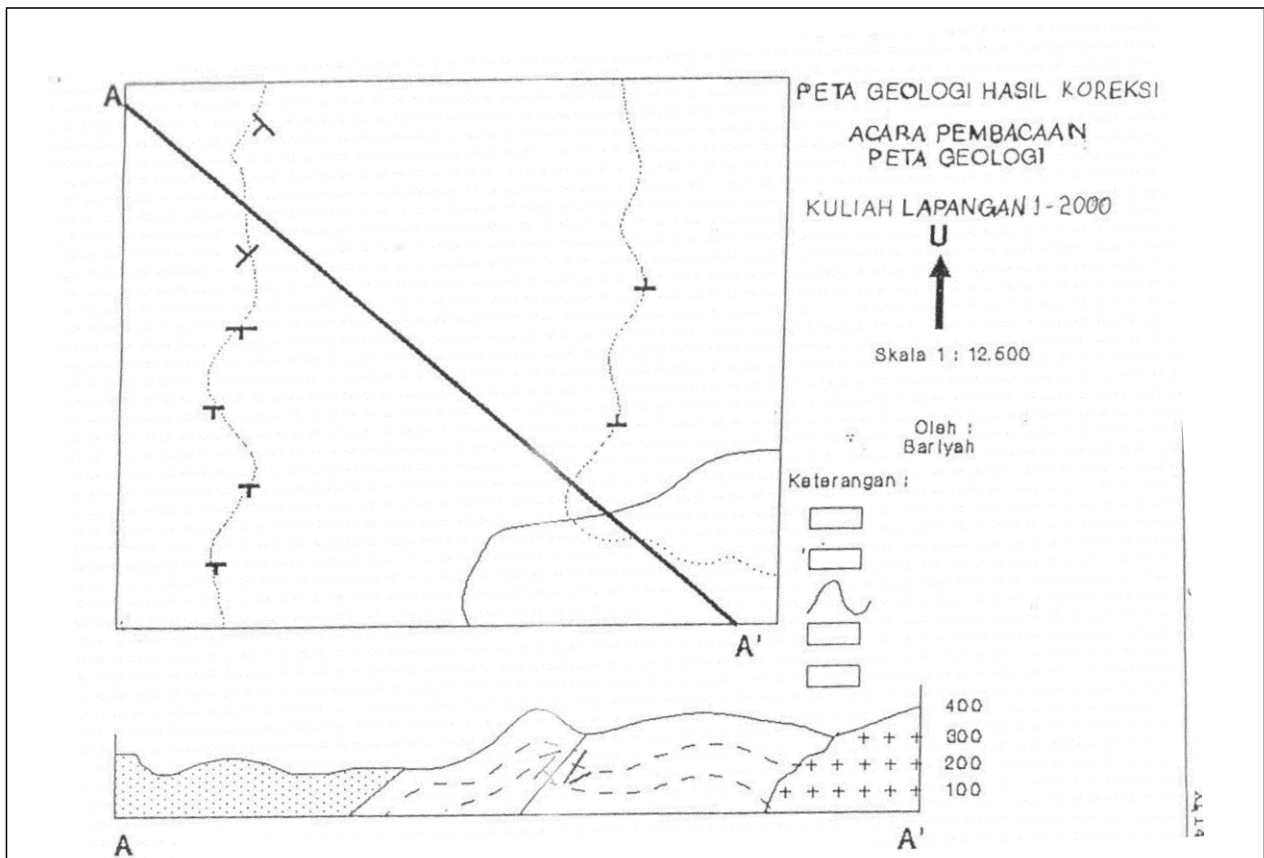 A
PETA GEOLOGI HASIL KOREKSI
ACARA PEMBACAAN
PETA GEOLOGI
KULIAH LAPANGAN 1-2000
U
Skala 1 : 12.500
Oleh :
Bariyah
Keterangan :
A'
400
300
200
100
A
A'